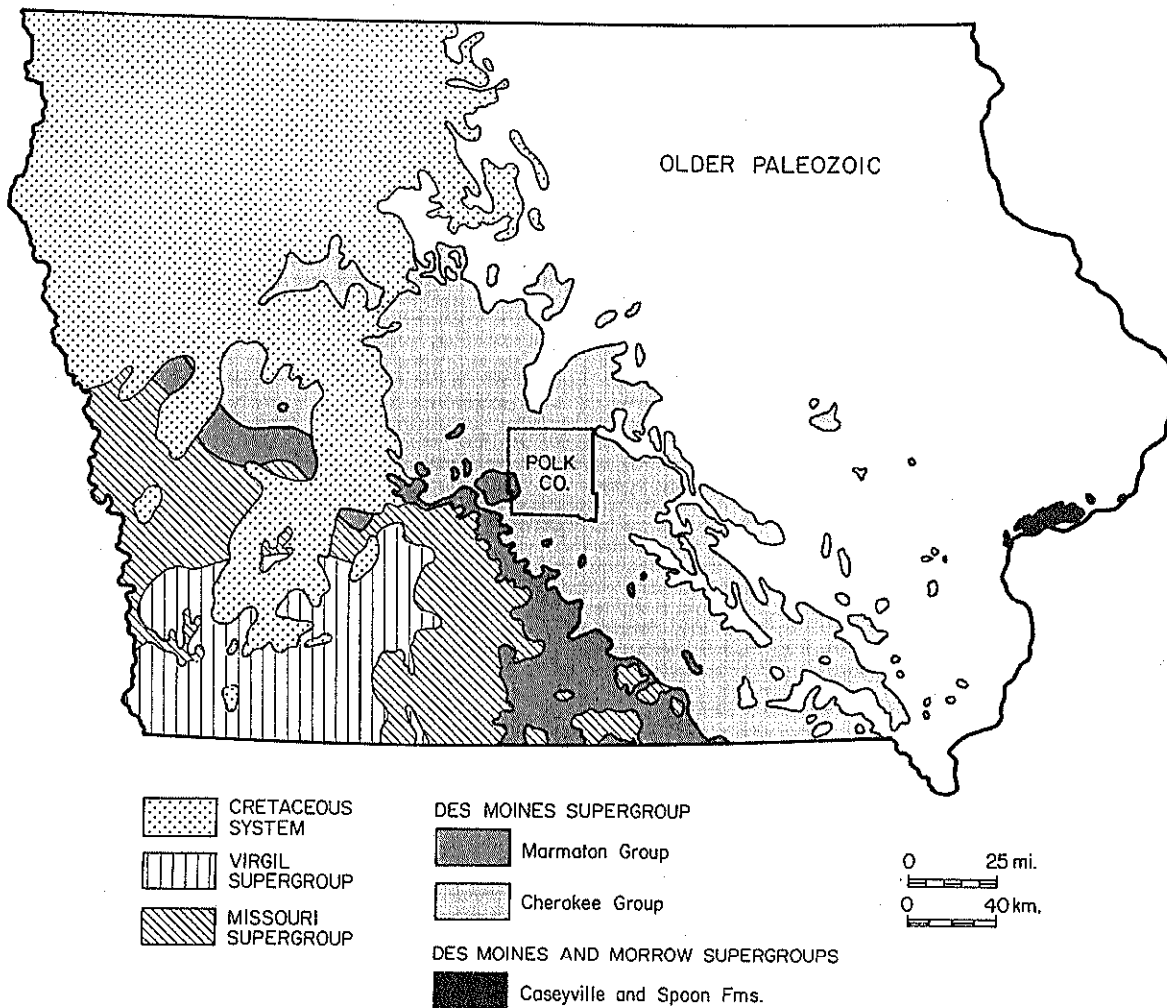 OLDER PALEOZOIC
POLK
CO.
CRETACEOUS
SYSTEM
VIRGIL
SUPERGROUP
MISSOURI
SUPERGROUP
DES MOINES SUPERGROUP
Marmaton Group
Cherokee Group
DES MOINES AND MORROW SUPERGROUPS
Caseyville and Spoon Fms.
0 25 mi.
0 40 km.